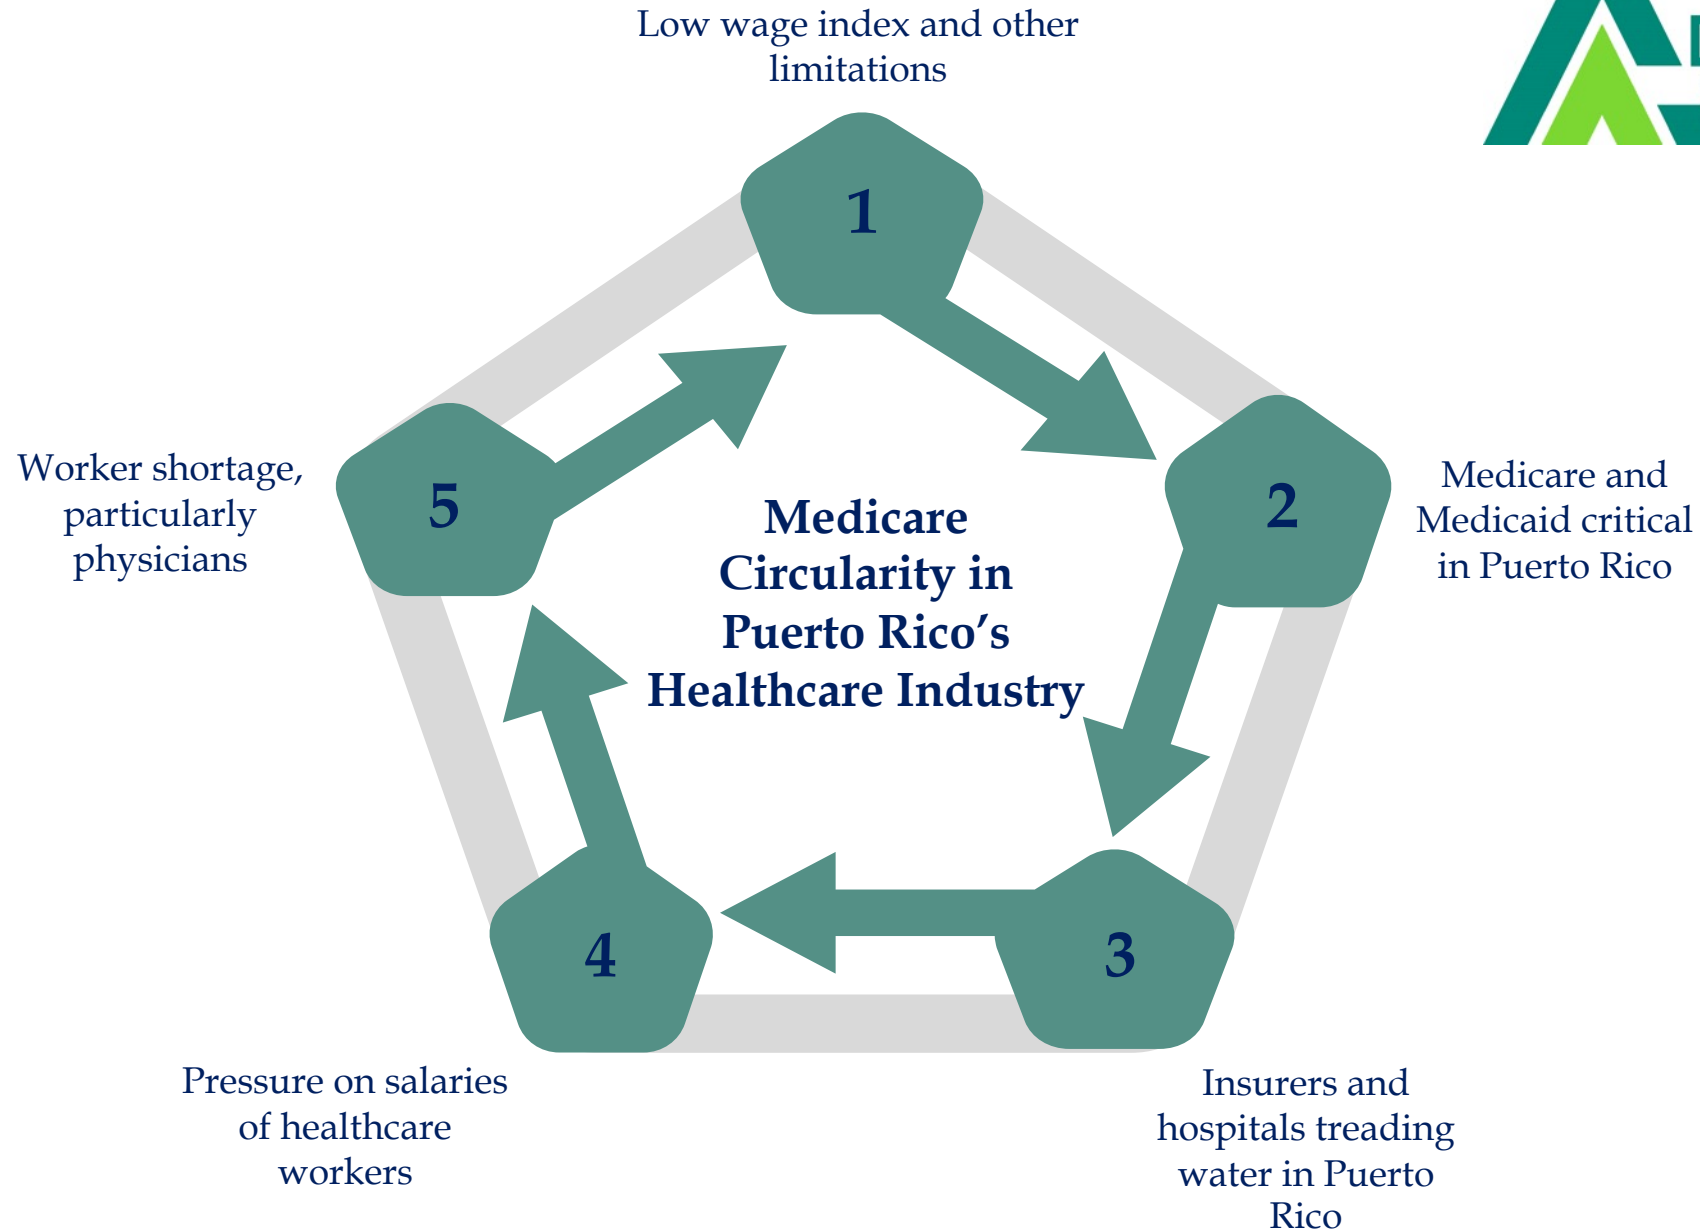 Low wage index and other
limitations
1
2
Medicare and
Medicaid critical
in Puerto Rico
3
Insurers and
hospitals treading
water in Puerto
Rico
4
Pressure on salaries
of healthcare
workers
5
Worker shortage,
particularly
physicians
Medicare
Circularity in
Puerto Rico’s
Healthcare Industry